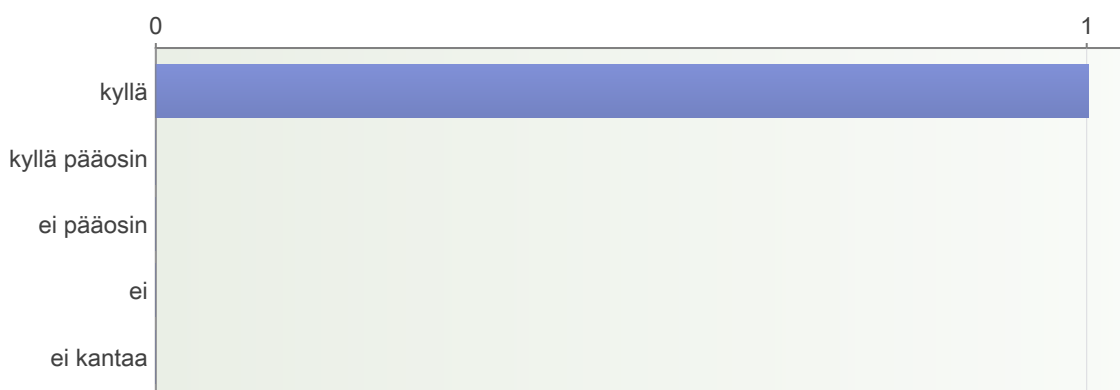 0 1
kyllä
kyllä pääosin
ei pääosin
ei
ei kantaa